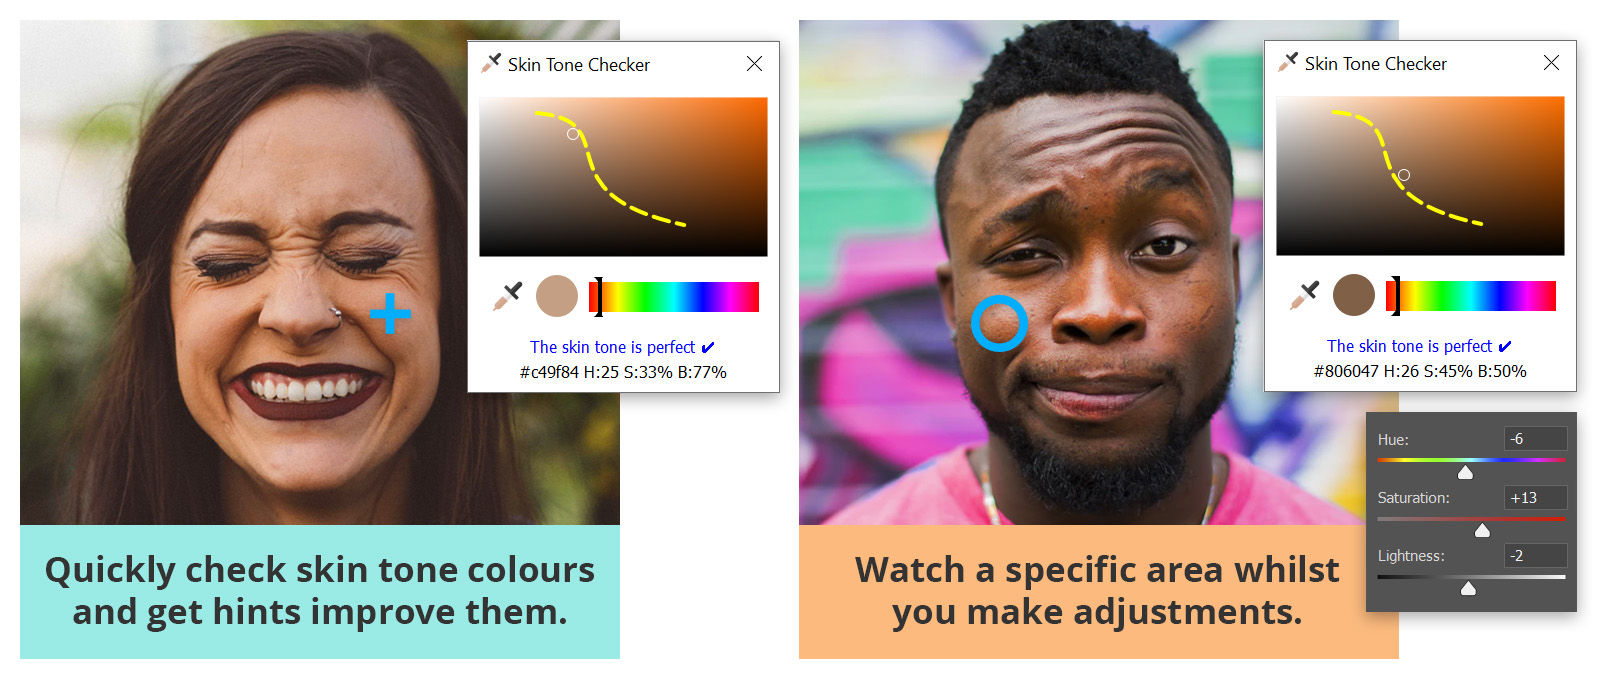 Skin Tone Checker
The skin tone is perfect ✔
#c49f84 H:25 S:33% B:77%
Quickly check skin tone colours
and get hints improve them.
Skin Tone Checker
The skin tone is perfect ✔
#806047 H:26 S:45% B:50%
Hue: -6
Saturation: +13
Lightness: -2
Watch a specific area whilst
you make adjustments.